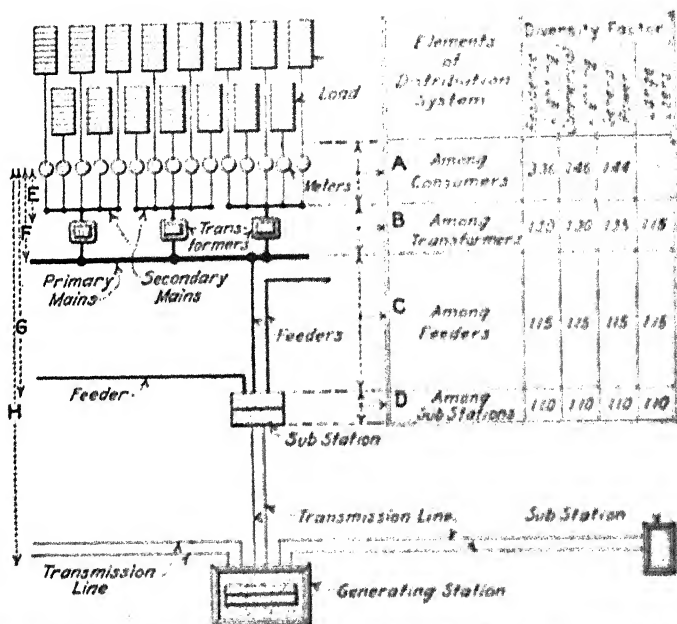 Elements
of
Distribution
System
Diversity Factor
Load
Meters
A Among
Consumers
3.36 1.46 1.44
B Among
Transformers
1.30 1.30 1.35 1.15
C Among
Feeders
1.15 1.15 1.15 1.15
D Among
Sub Stations
1.10 1.10 1.10 1.10
E
F
G
H
Trans-
formers
Primary
Mains
Secondary
Mains
Feeders
Feeder
Sub Station
Transmission Line
Sub Station
Transmission
Line
Generating Station